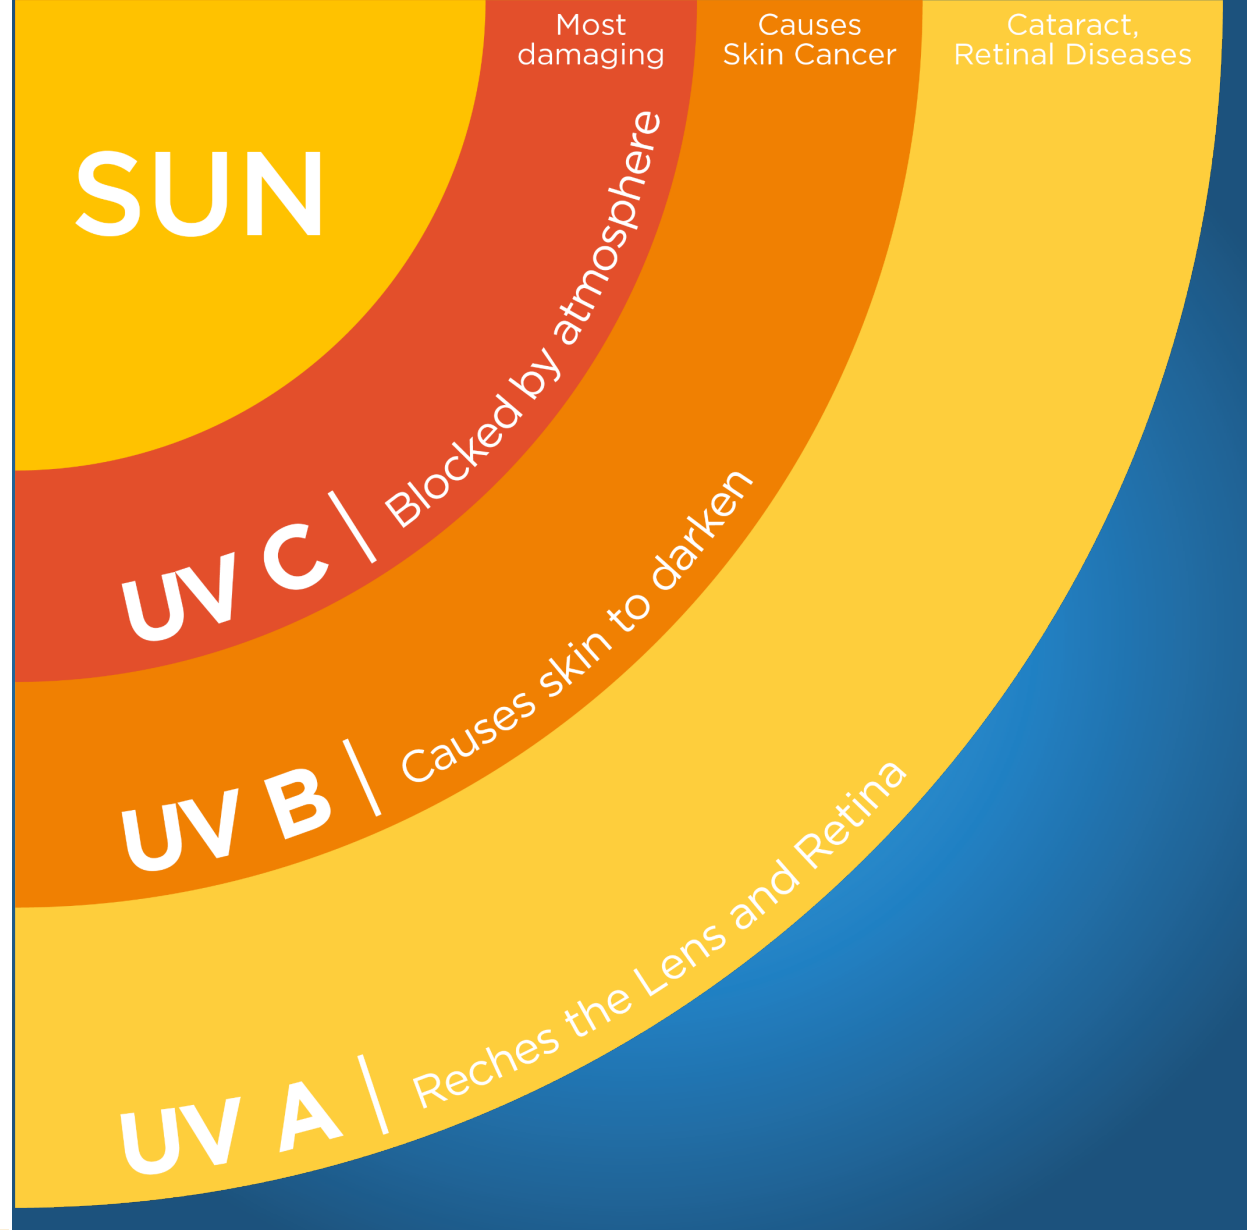 Most
damaging
Causes
Skin Cancer
Cataract,
Retinal Diseases
SUN
UV C | Blocked by atmosphere
UV B | Causes skin to darken
UV A | Reches the Lens and Retina